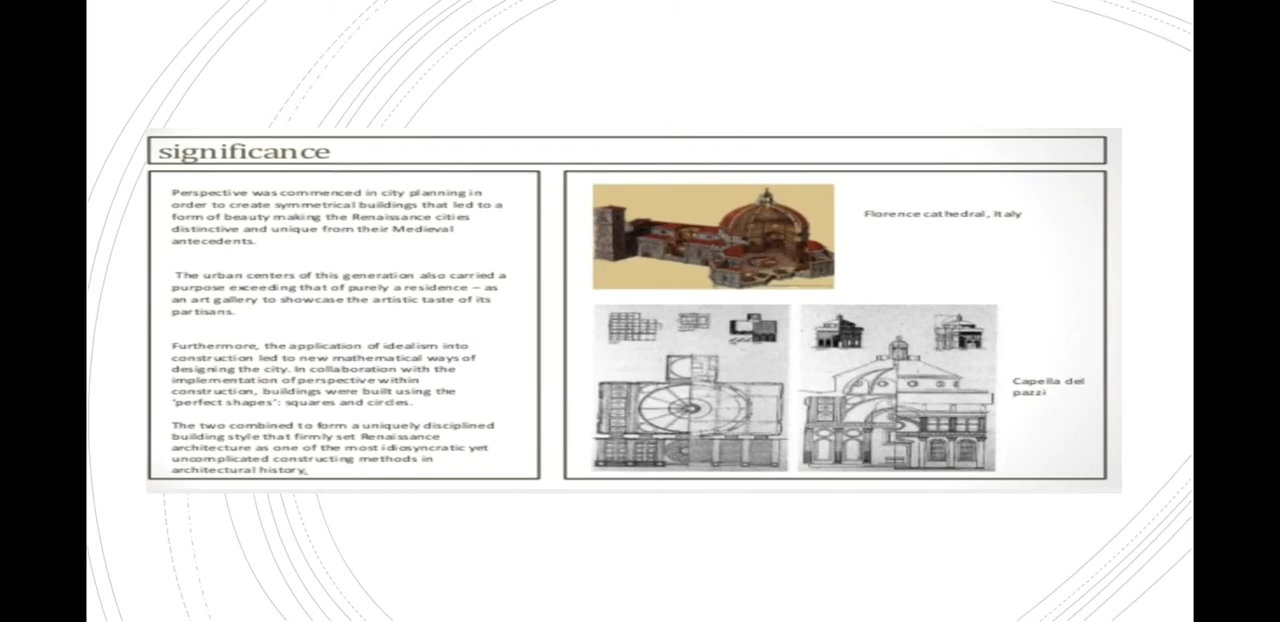 significance
Perspective was commenced in city planning in
order to create symmetrical buildings that led to a
form of beauty making the Renaissance cities
distinctive and unique from their Medieval
antecedents.
The urban centers of this generation also carried a
purpose exceeding that of purely a residence – as
an art gallery to showcase the artistic taste of its
partisans.
Furthermore, the application of idealism into
construction led to new mathematical ways of
designing the city. In collaboration with the
implementation of perspective within
construction, buildings were built using the
'perfect shapes': squares and circles.
The two combined to form a uniquely disciplined
building style that firmly set Renaissance
architecture as one of the most idiosyncratic yet
uncomplicated constructing methods in
architectural history.
Florence cathedral, Italy
Capella del
pazzi